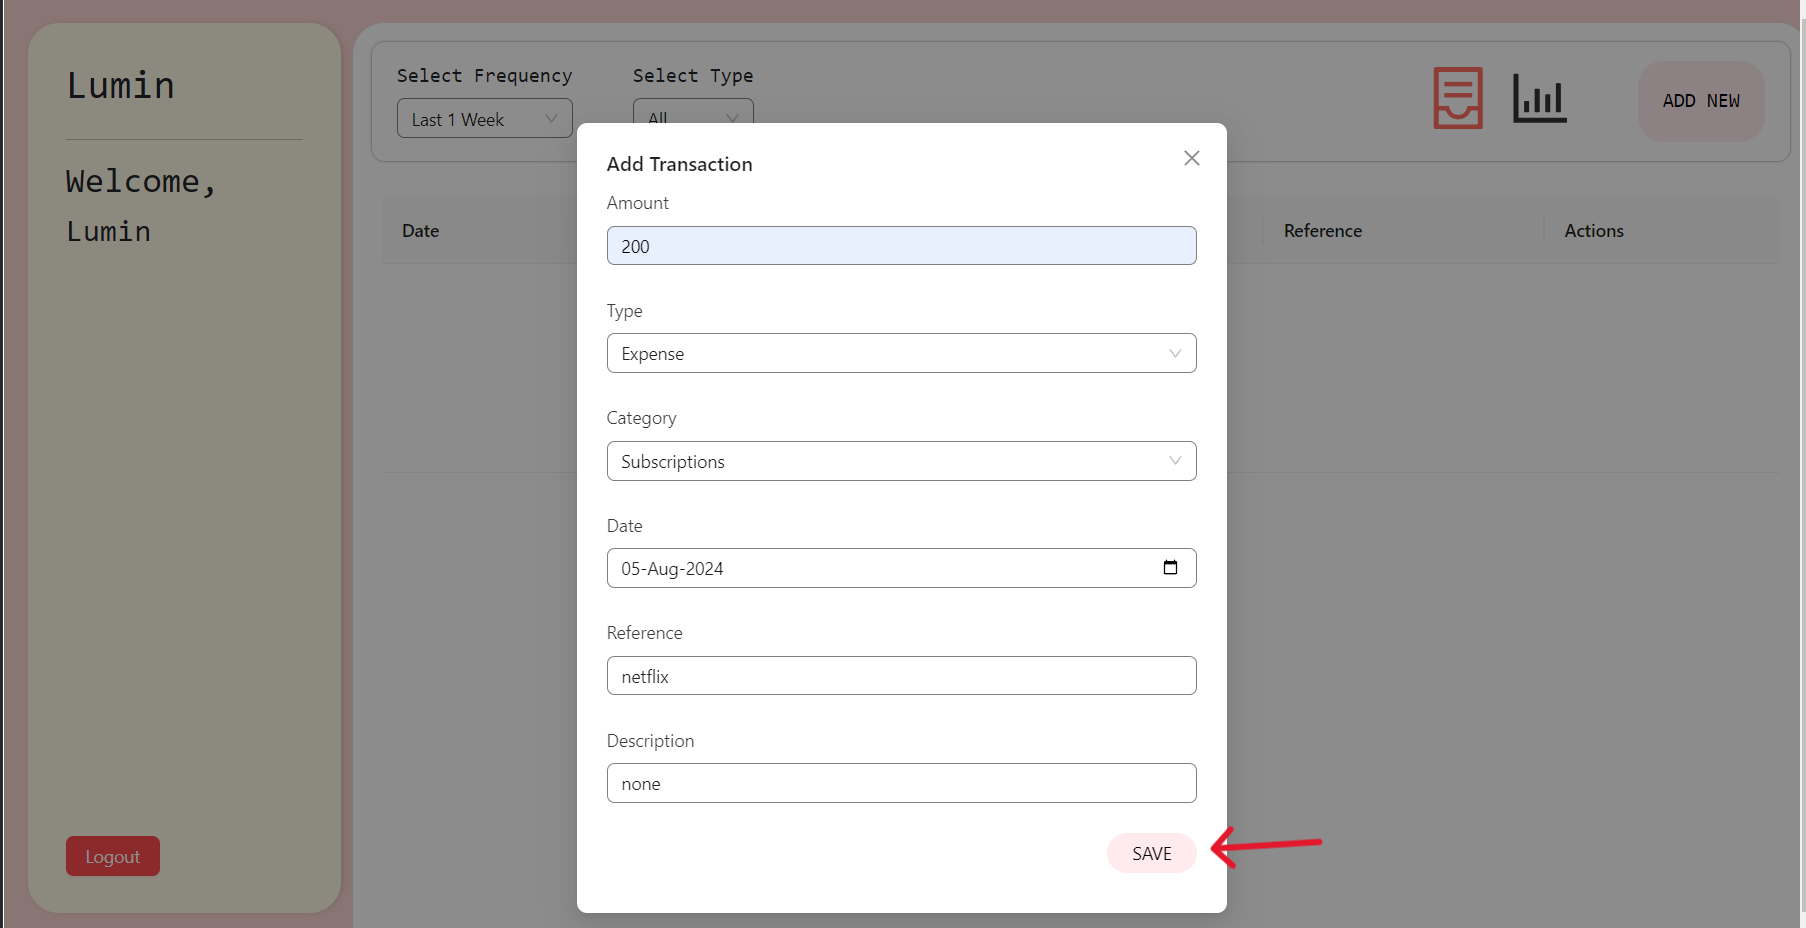 Lumin
Welcome,
Lumin
Logout
Select Frequency
Last 1 Week
Select Type
All
ADD NEW
Date
Reference
Actions
Add Transaction
Amount
200
Type
Expense
Category
Subscriptions
Date
05-Aug-2024
Reference
netflix
Description
none
SAVE